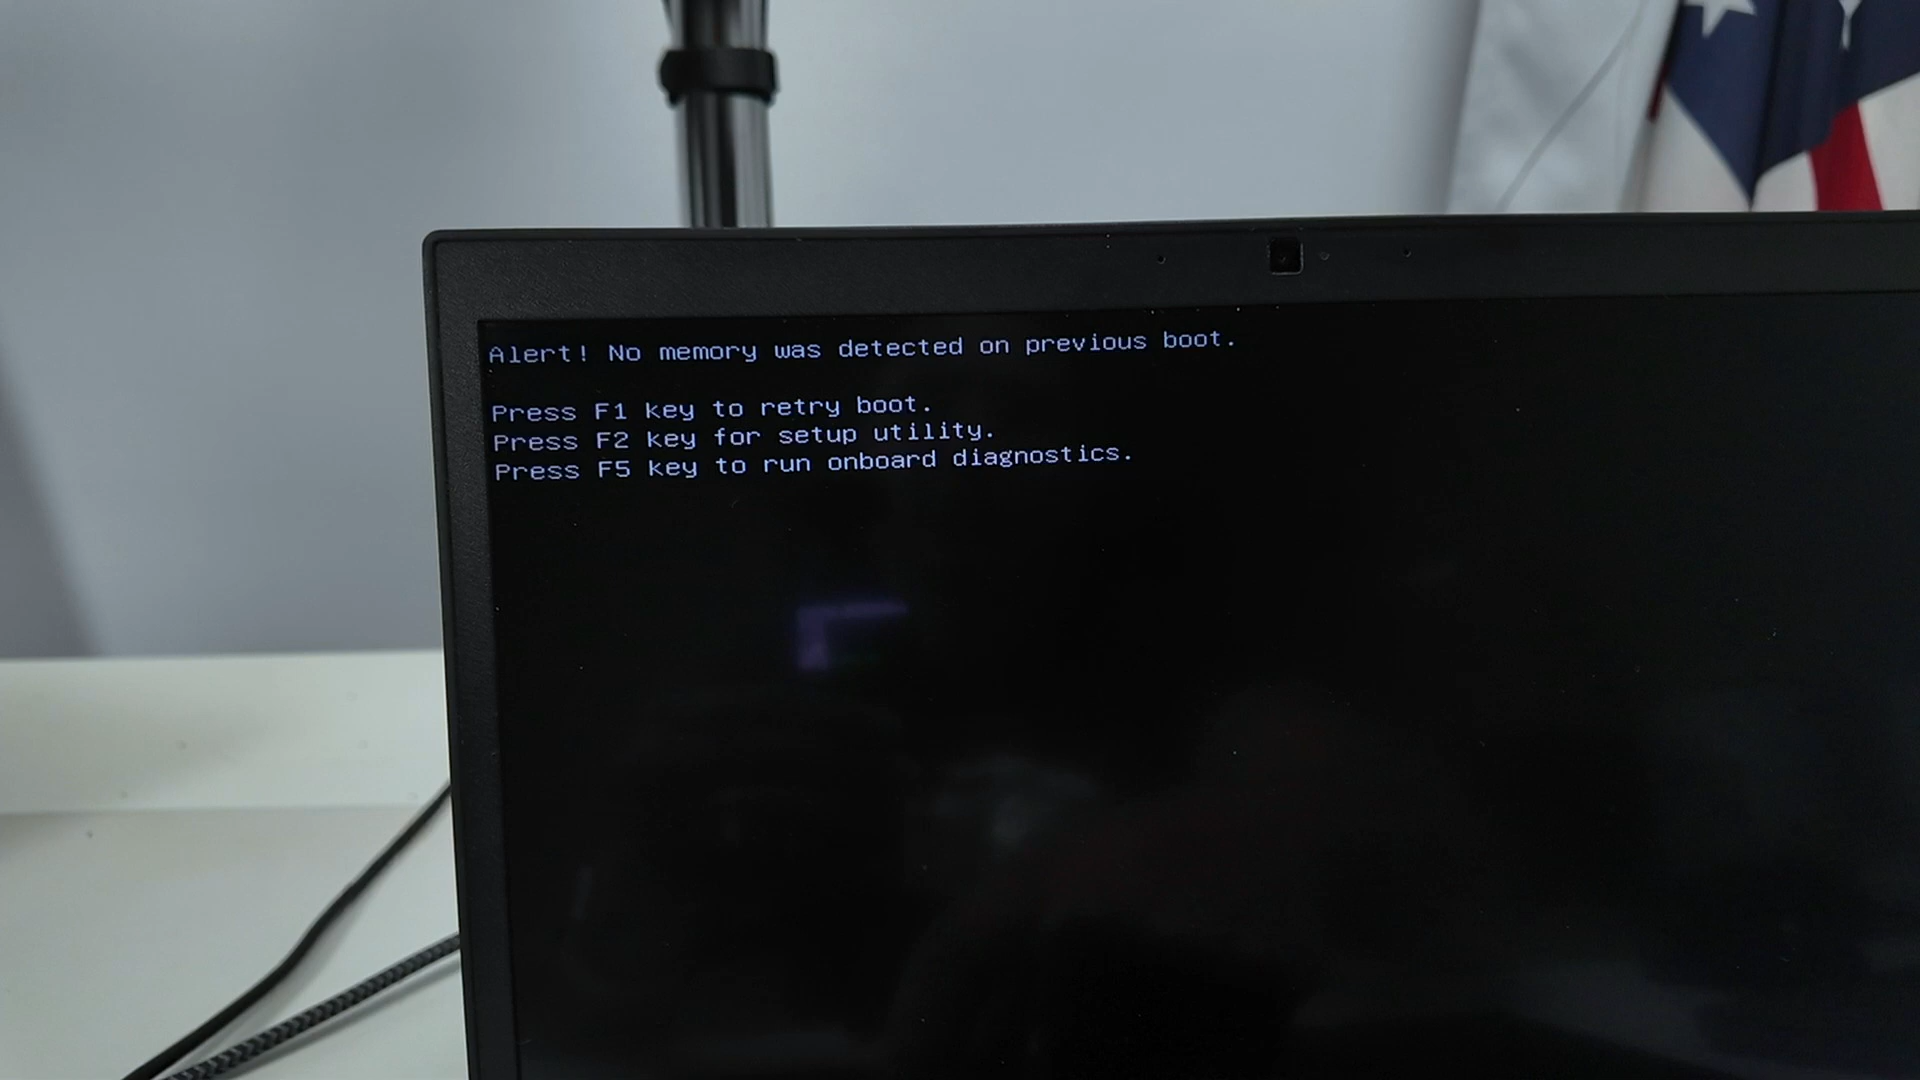 Alert! No memory was detected on previous boot.
Press F1 key to retry boot.
Press F2 key for setup utility.
Press F5 key to run onboard diagnostics.